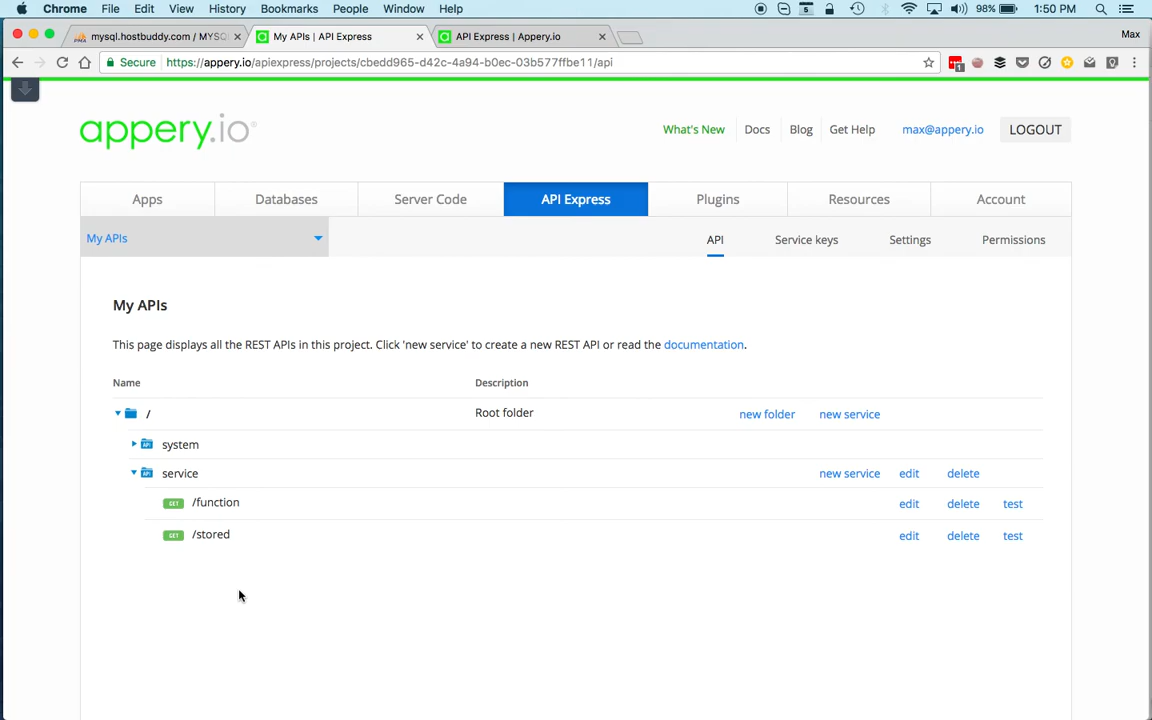 Chrome File Edit View History Bookmarks People Window Help 5 98% 1:50 PM
mysql.hostbuddy.com / MYSQL My APIs | API Express API Express | Appery.io Max
Secure https://appery.io/apiexpress/projects/cbedd965-d42c-4a94-b0ec-03b577ffbe11/api 1
appery.io® What's New Docs Blog Get Help max@appery.io LOGOUT
Apps Databases Server Code API Express Plugins Resources Account
My APIs API Service keys Settings Permissions
My APIs
This page displays all the REST APIs in this project. Click 'new service' to create a new REST API or read the documentation.
Name Description
/ Root folder new folder new service
API system
API service new service edit delete
GET /function edit delete test
GET /stored edit delete test